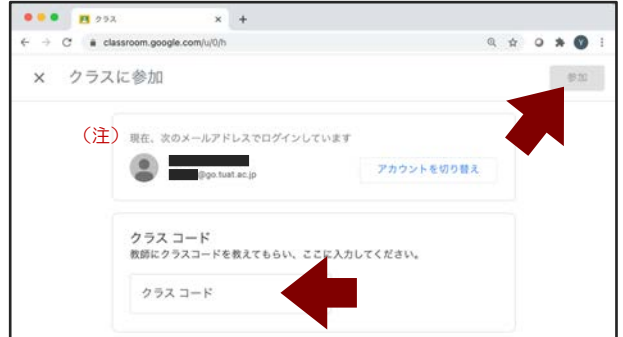 クラス
classroom.google.com/u/0/h
Y
クラスに参加
参加
（注）
現在、次のメールアドレスでログインしています
@go.tuat.ac.jp
アカウントを切り替え
クラス コード
教師にクラスコードを教えてもらい、ここに入力してください。
クラス コード